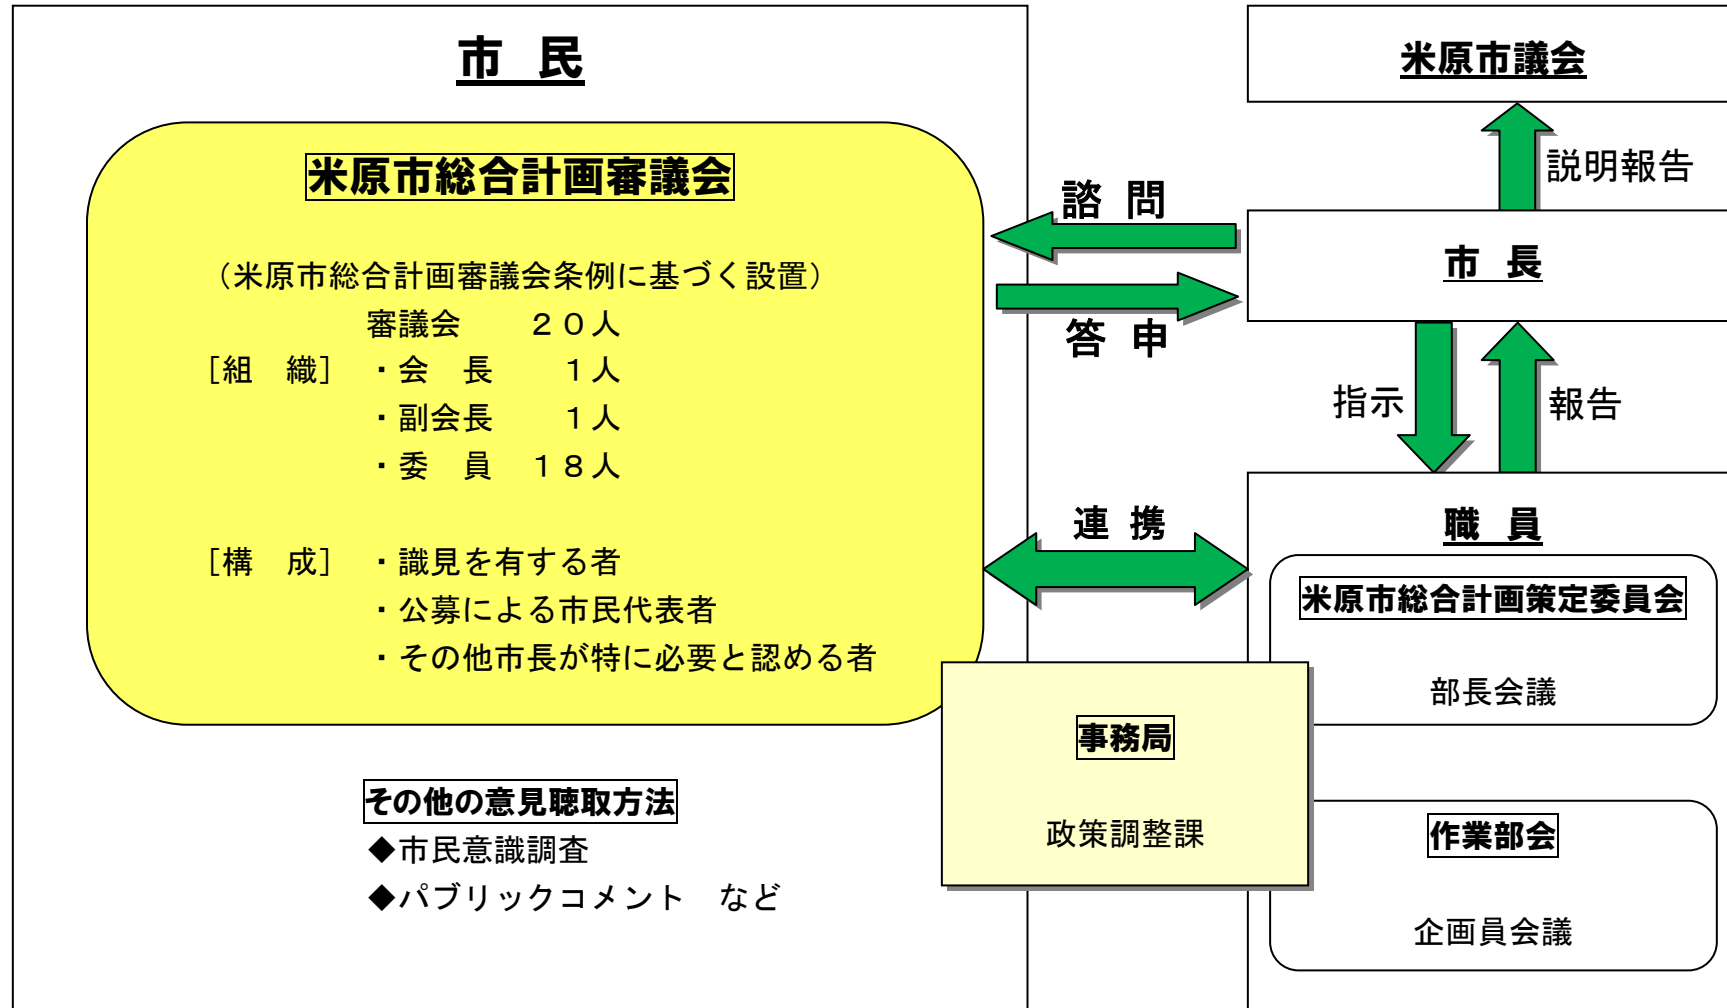 市　民
米原市総合計画審議会
（米原市総合計画審議会条例に基づく設置）
審議会　　２０人
［組　織］　・会　長　　１人
・副会長　　１人
・委　員　１８人
［構　成］　・識見を有する者
・公募による市民代表者
・その他市長が特に必要と認める者
その他の意見聴取方法
◆市民意識調査
◆パブリックコメント　など
諮　問
答　申
連　携
事務局
政策調整課
米原市議会
説明報告
市　長
指示
報告
職　員
米原市総合計画策定委員会
部長会議
作業部会
企画員会議